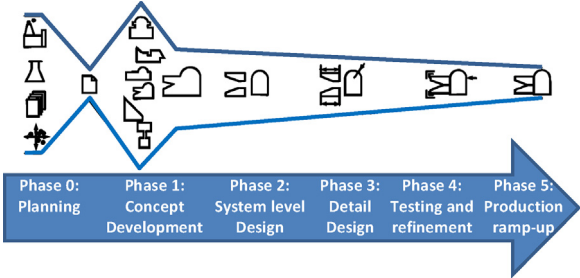 Phase 0:
Planning
Phase 1:
Concept
Development
Phase 2:
System level
Design
Phase 3:
Detail
Design
Phase 4:
Testing and
refinement
Phase 5:
Production
ramp-up